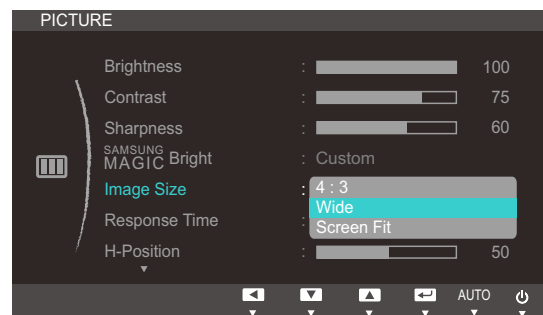 PICTURE
Brightness : 100
Contrast : 75
Sharpness : 60
SAMSUNG MAGIC Bright : Custom
Image Size : 4 : 3
Wide
Response Time : Screen Fit
H-Position : 50
AUTO